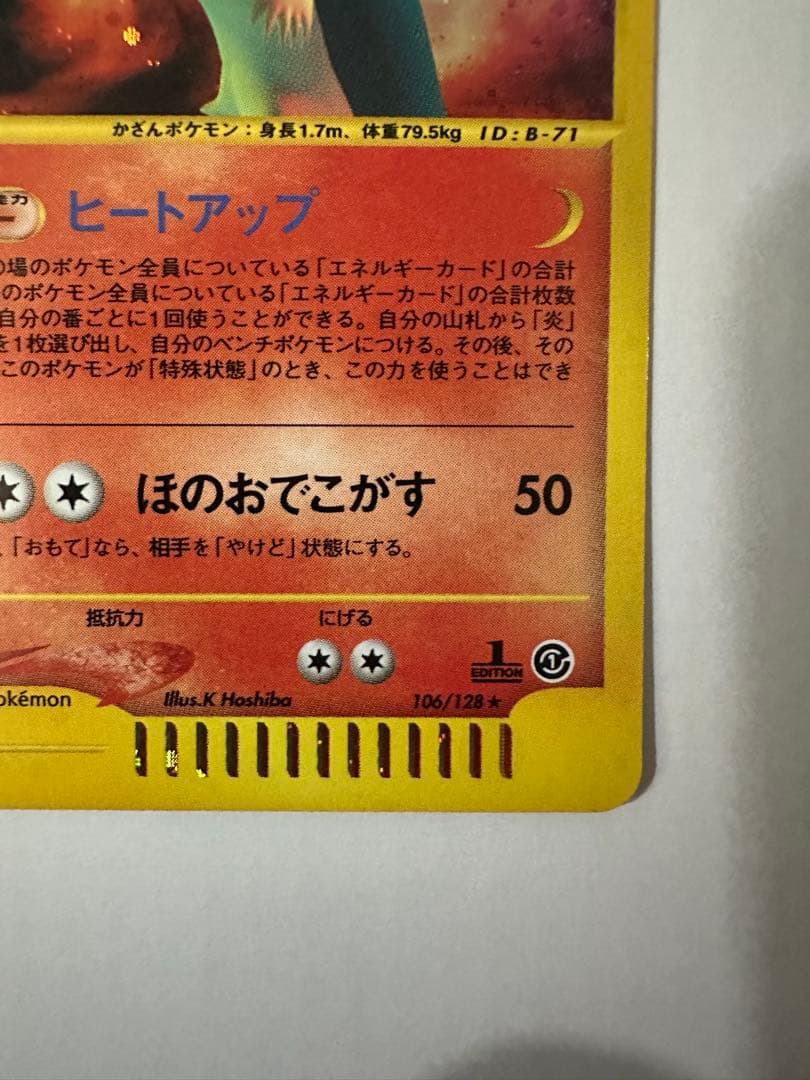 かざんポケモン：身長1.7m、体重79.5kg ID:B-71
ヒートアップ
の場のポケモン全員についている「エネルギーカード」の合計
のポケモン全員についている「エネルギーカード」の合計枚数
自分の番ごとに1回使うことができる。自分の山札から「炎」
を1枚選び出し、自分のベンチポケモンにつける。その後、その
このポケモンが「特殊状態」のとき、この力を使うことはでき
ほのおでこがす 50
、「おもて」なら、相手を「やけど」状態にする。
抵抗力 にげる
1 EDITION 1
okémon Illus.K Hoshiba 106/128★